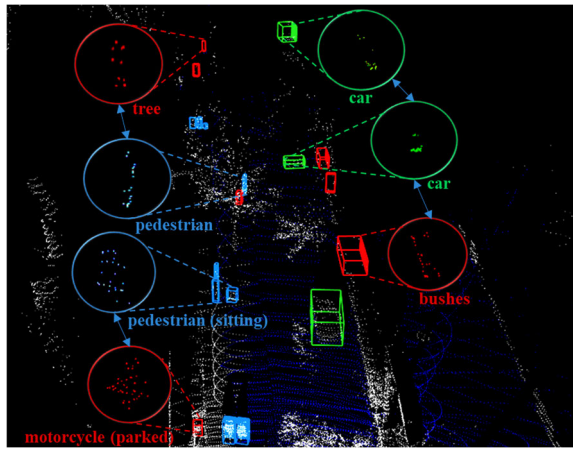 tree
car
pedestrian
car
pedestrian (sitting)
bushes
motorcycle (parked)